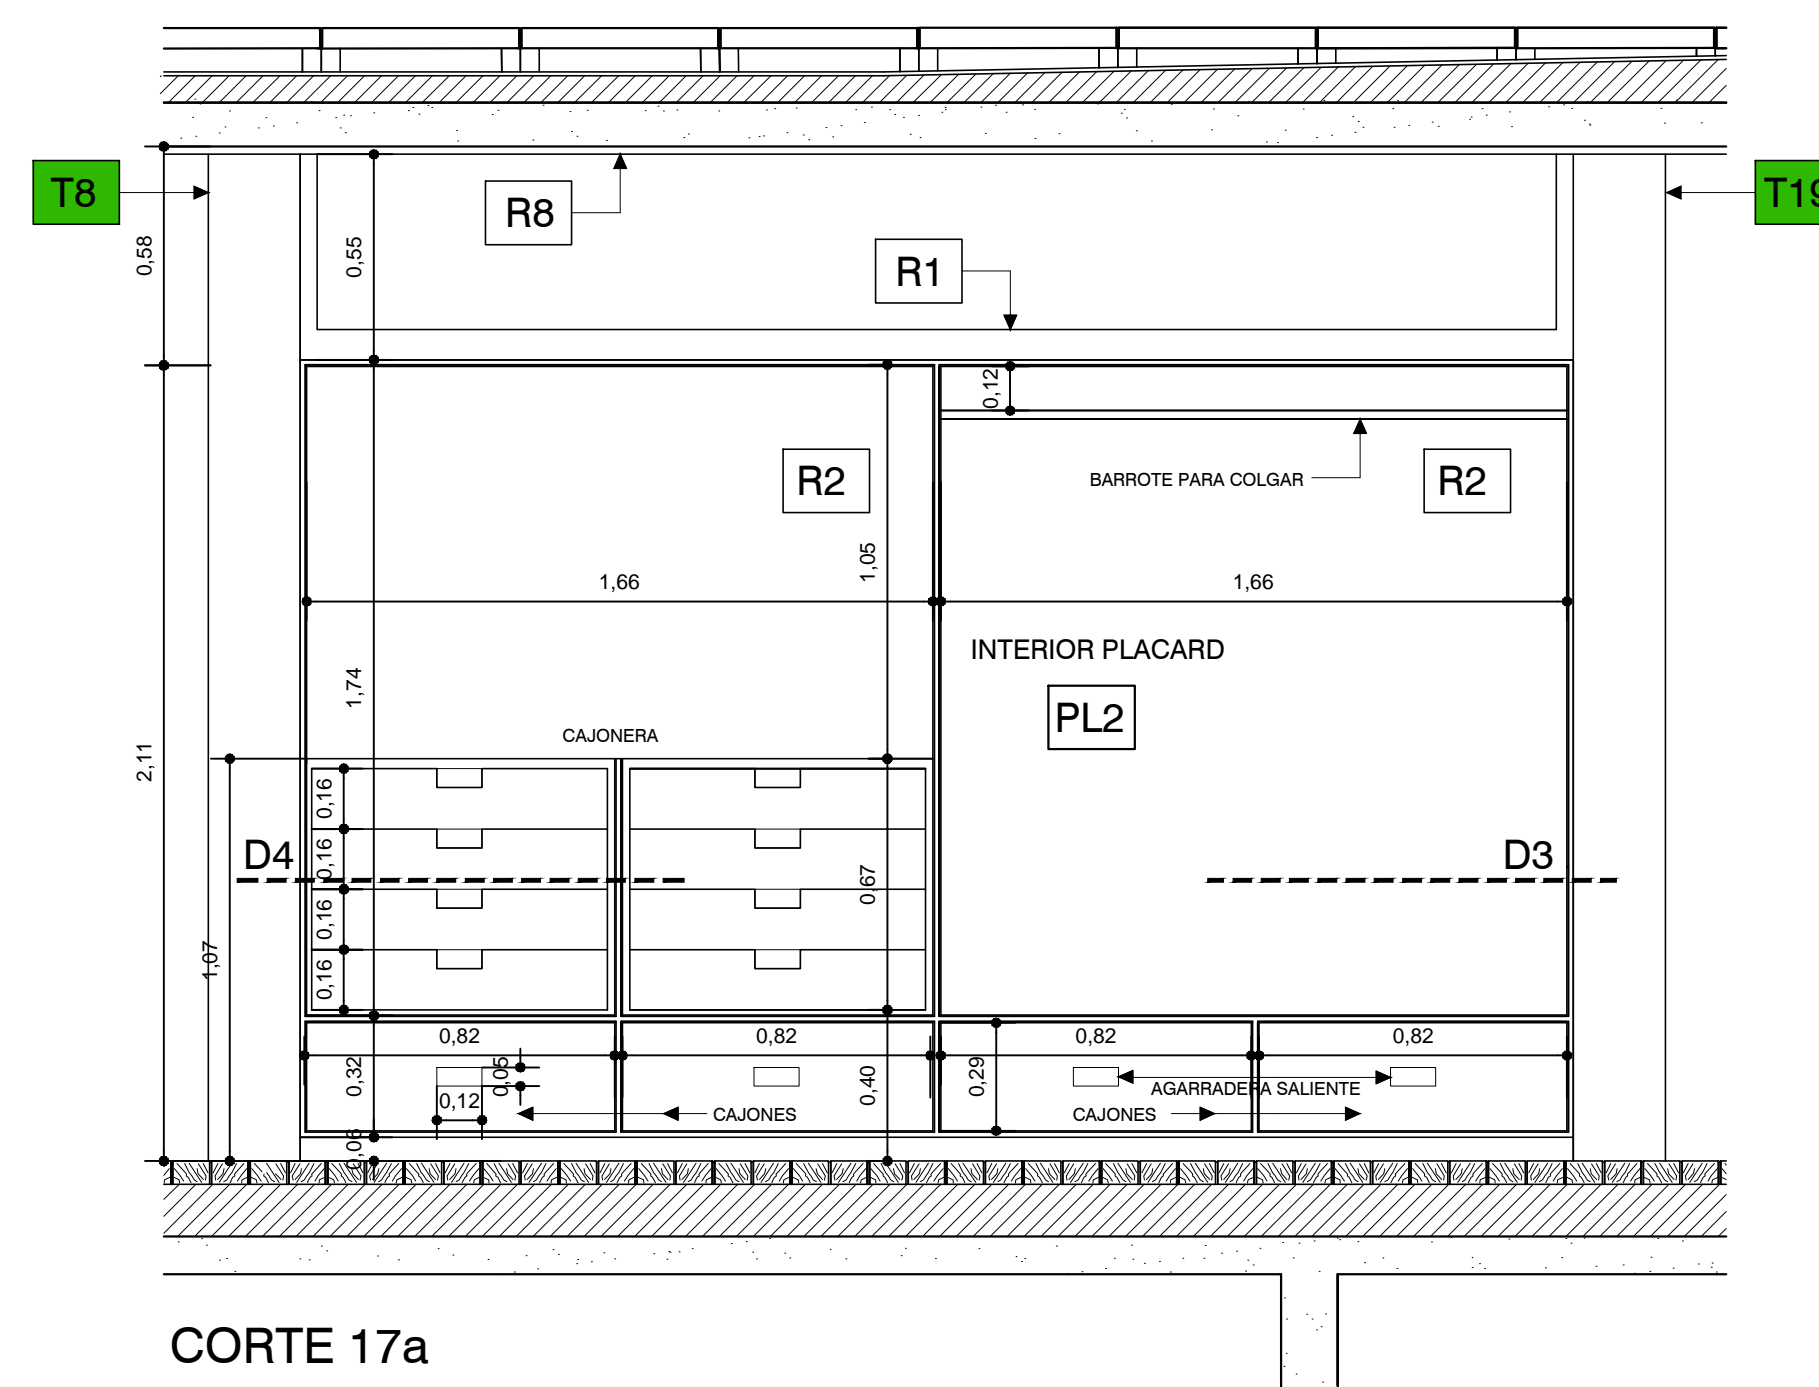 T8
T19
R8
0,58
0,55
R1
0,12
R2
BARROTE PARA COLGAR
R2
1,05
1,66
1,66
INTERIOR PLACARD
1,74
PL2
CAJONERA
2,11
0,16
D4
0,16
D3
0,67
0,16
1,07
0,16
0,82
0,82
0,82
0,82
0,32
0,05
0,40
0,29
AGARRADERA SALIENTE
0,12
CAJONES
CAJONES
0,06
CORTE 17a